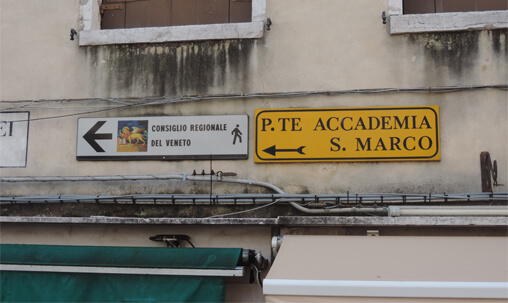 CONSIGLIO REGIONALE
DEL VENETO
P.TE ACCADEMIA
S. MARCO